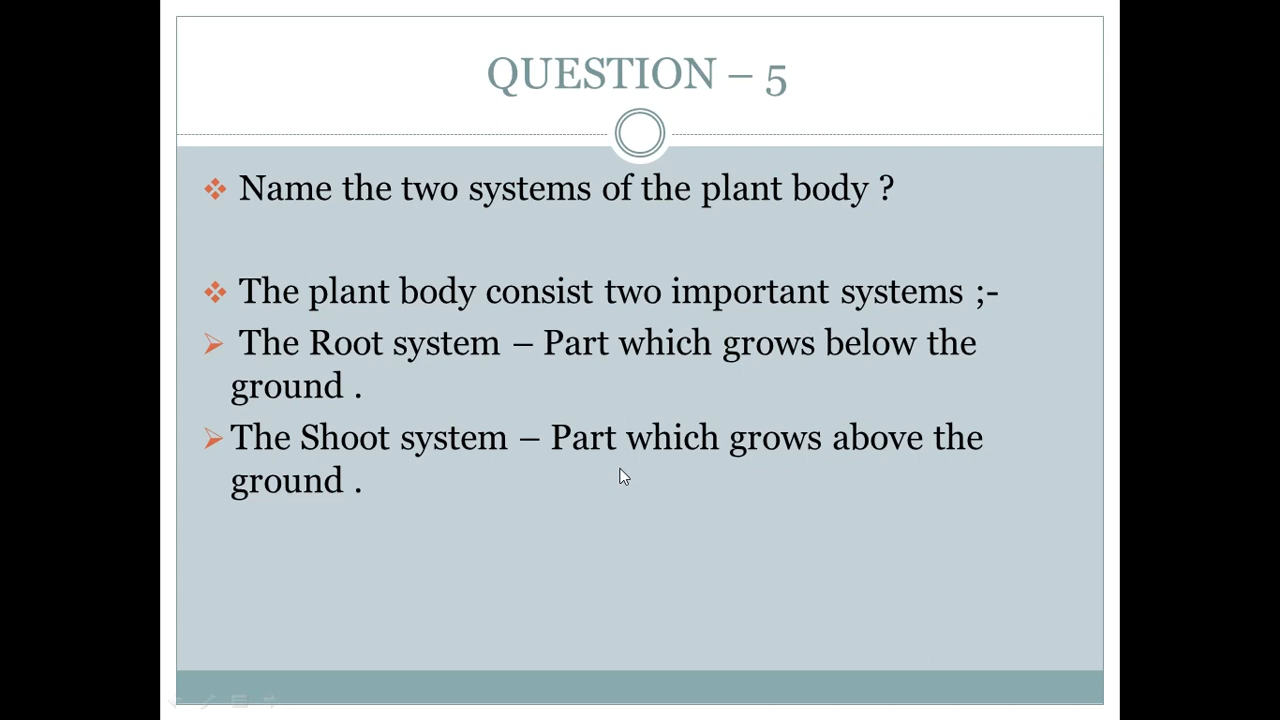 QUESTION – 5
Name the two systems of the plant body ?
The plant body consist two important systems ;-
The Root system – Part which grows below the
ground .
The Shoot system – Part which grows above the
ground .